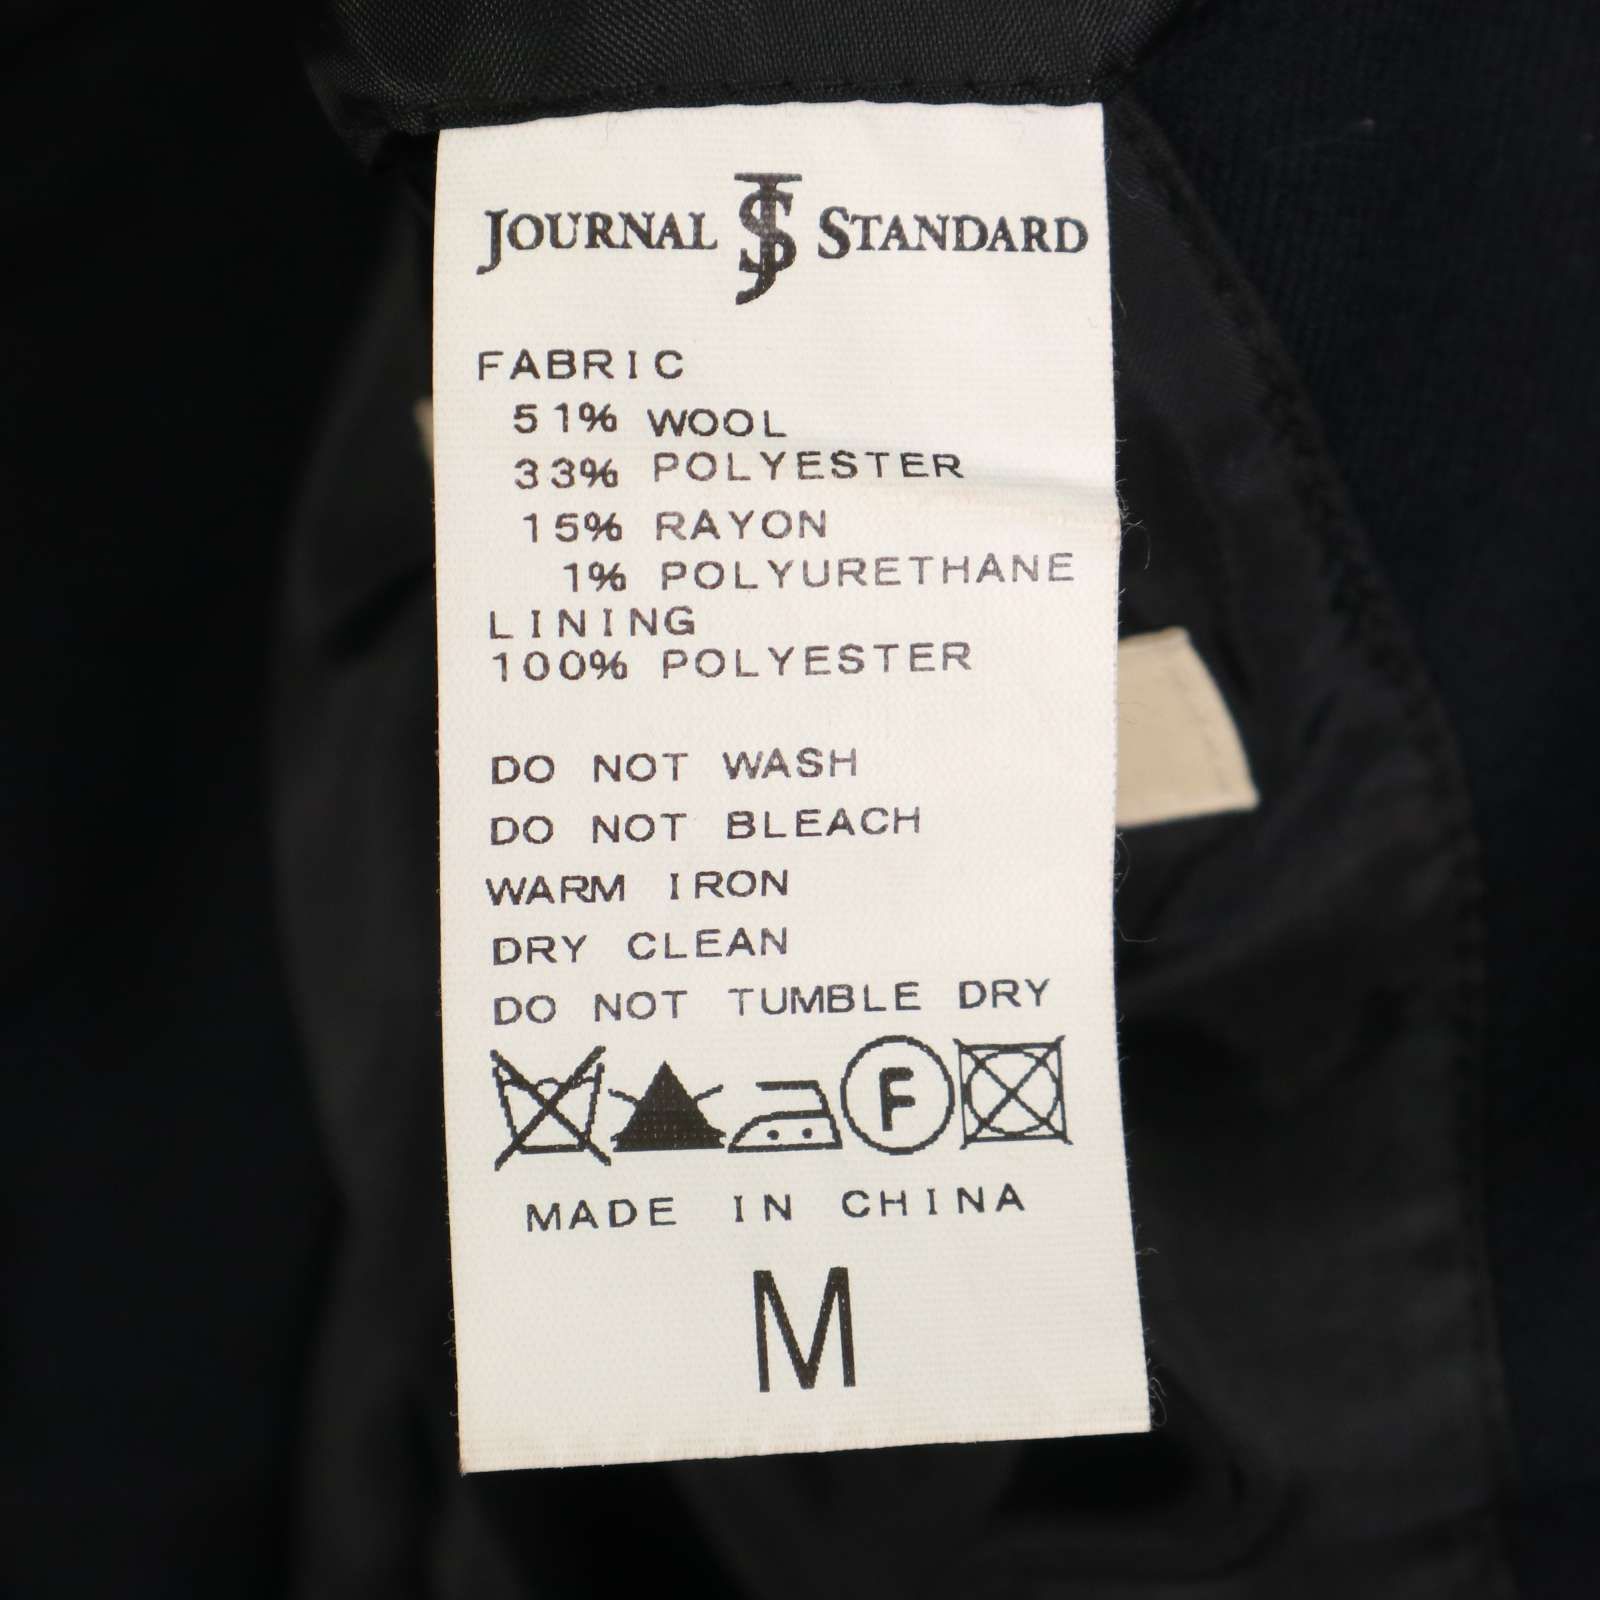 JOURNAL JS STANDARD
FABRIC
51% WOOL
33% POLYESTER
15% RAYON
1% POLYURETHANE
LINING
100% POLYESTER
DO NOT WASH
DO NOT BLEACH
WARM IRON
DRY CLEAN
DO NOT TUMBLE DRY
F
MADE IN CHINA
M